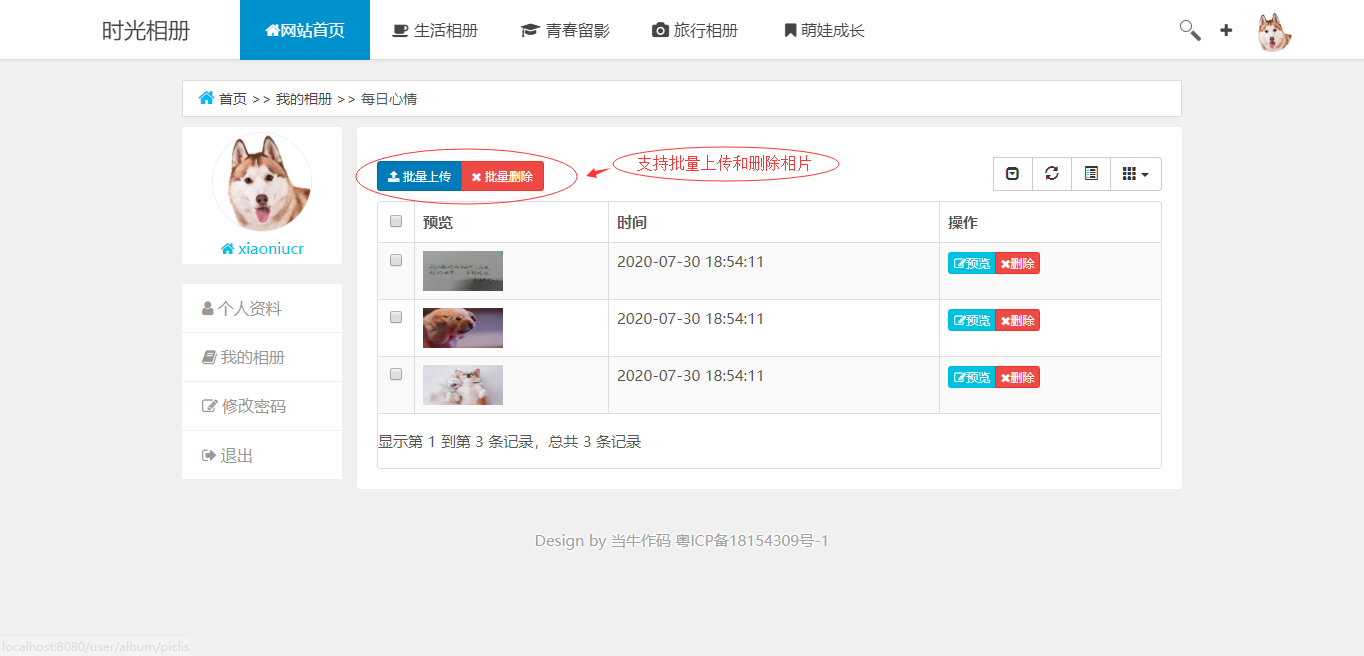 时光相册
网站首页
生活相册
青春留影
旅行相册
萌娃成长
首页 >> 我的相册 >> 每日心情
xiaoniucr
个人资料
我的相册
修改密码
退出
批量上传 批量删除
支持批量上传和删除相片
预览 时间 操作
2020-07-30 18:54:11 预览 删除
2020-07-30 18:54:11 预览 删除
2020-07-30 18:54:11 预览 删除
显示第 1 到第 3 条记录，总共 3 条记录
Design by 当牛作码 粤ICP备18154309号-1
localhost:8080/user/album/piclis